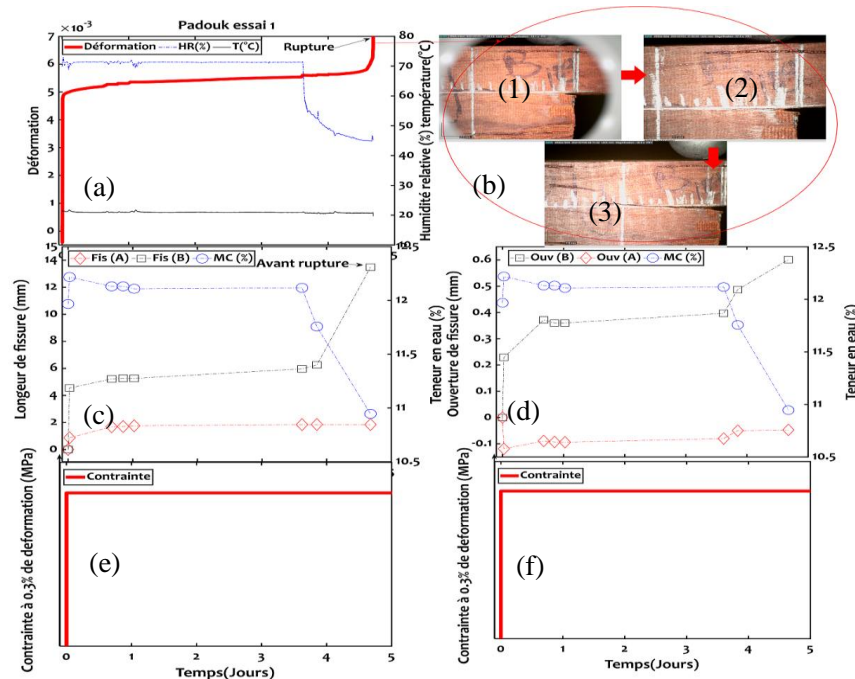 Padouk essai 1
×10⁻³
Déformation HR(%) T(°C)
Rupture
7
6
5
4
3
2
1
0
Déformation
80
70
60
50
40
30
20
10
Humidité relative (%) température(°C)
(a)
(b)
(1)
(2)
(3)
B
Fis (A) Fis (B) MC (%)
Avant rupture
15
14
12
10
8
6
4
2
0
Longeur de fissure (mm)
12
11.5
11
10.5
Teneur en eau (%)
(c)
Ouv (B) Ouv (A) MC (%)
0.6
0.5
0.4
0.3
0.2
0.1
0
-0.1
Ouverture de fissure (mm)
12.5
12
11.5
11
10.5
Teneur en eau (%)
(d)
Contrainte
Contrainte à 0.3% de deformation (MPa)
(e)
0 1 2 3 4 5
Temps(Jours)
Contrainte
Contrainte à 0.3% de deformation (MPa)
(f)
0 1 2 3 4 5
Temps(Jours)